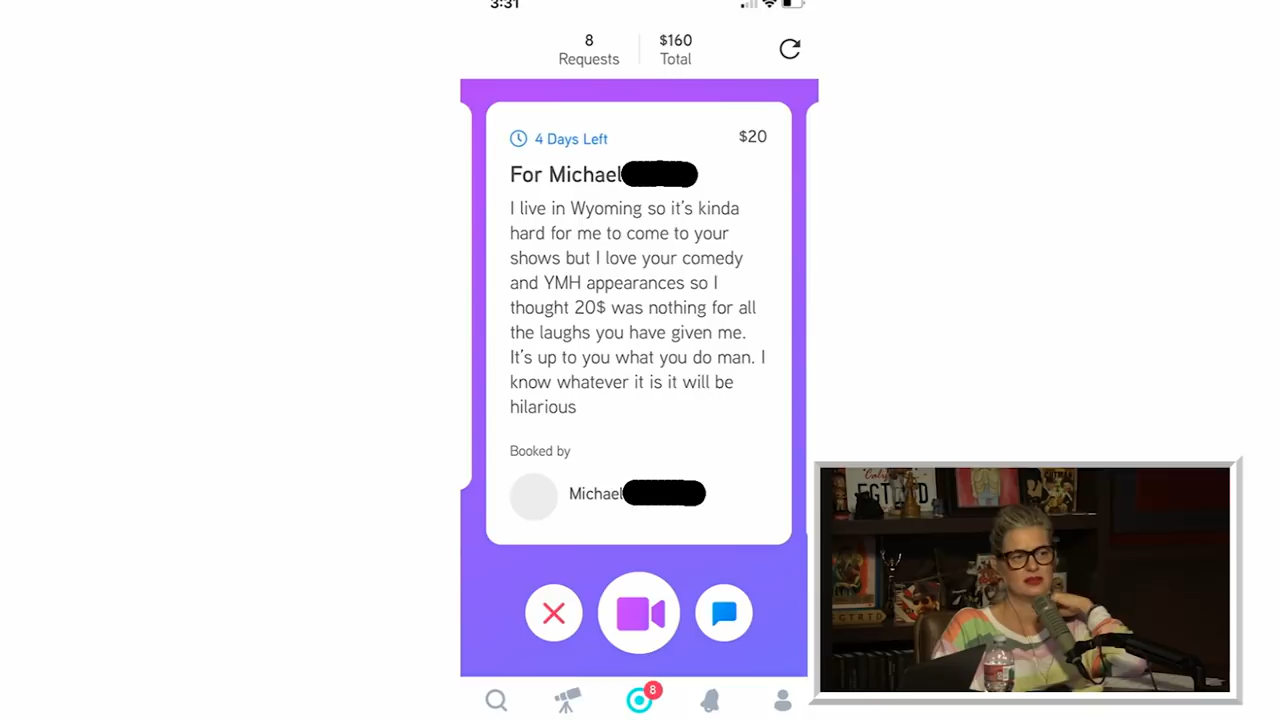 3:31
8
Requests
$160
Total
4 Days Left
$20
For Michael
I live in Wyoming so it's kinda
hard for me to come to your
shows but I love your comedy
and YMH appearances so I
thought 20$ was nothing for all
the laughs you have given me.
It's up to you what you do man. I
know whatever it is it will be
hilarious
Booked by
Michael
8
FGTRTD
EGTRTD